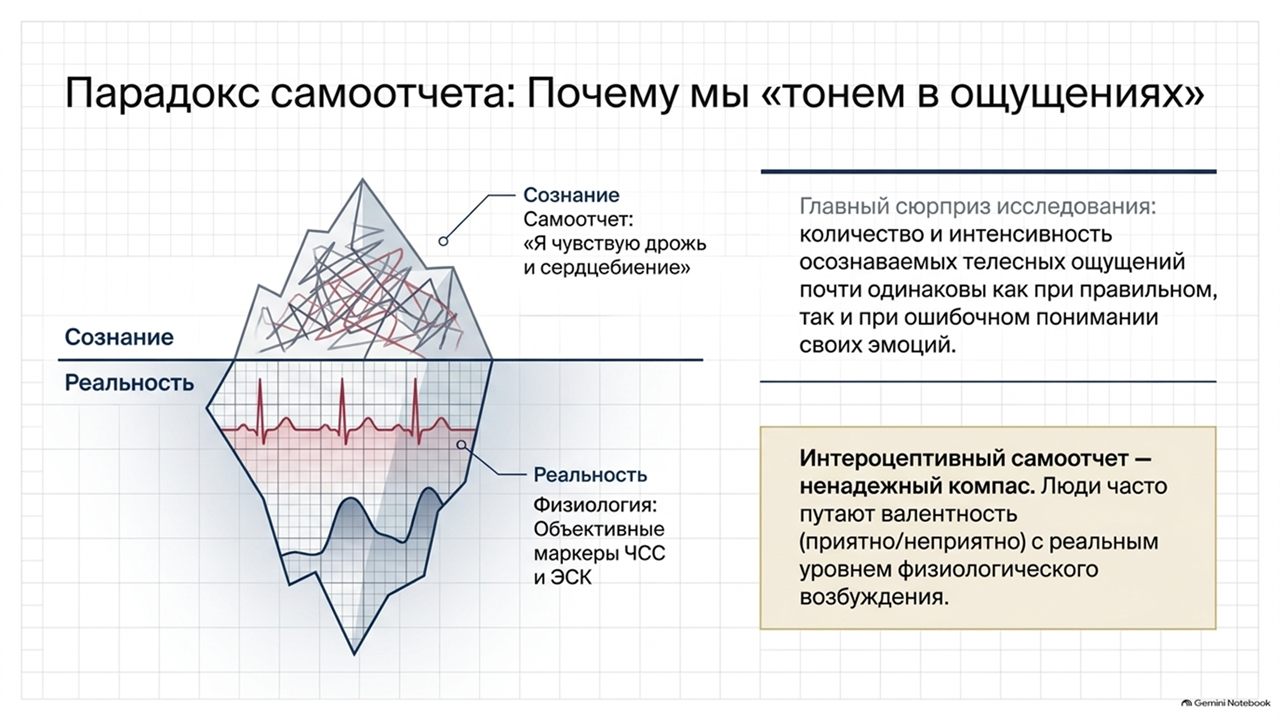 Парадокс самоотчета: Почему мы «тонем в ощущениях»
Сознание
Самоотчет:
«Я чувствую дрожь
и сердцебиение»
Сознание
Реальность
Реальность
Физиология:
Объективные
маркеры ЧСС
и ЭСК
Главный сюрприз исследования:
количество и интенсивность
осознаваемых телесных ощущений
почти одинаковы как при правильном,
так и при ошибочном понимании
своих эмоций.
Интероцептивный самоотчет —
ненадежный компас. Люди часто
путают валентность
(приятно/неприятно) с реальным
уровнем физиологического
возбуждения.
Gemini Notebook